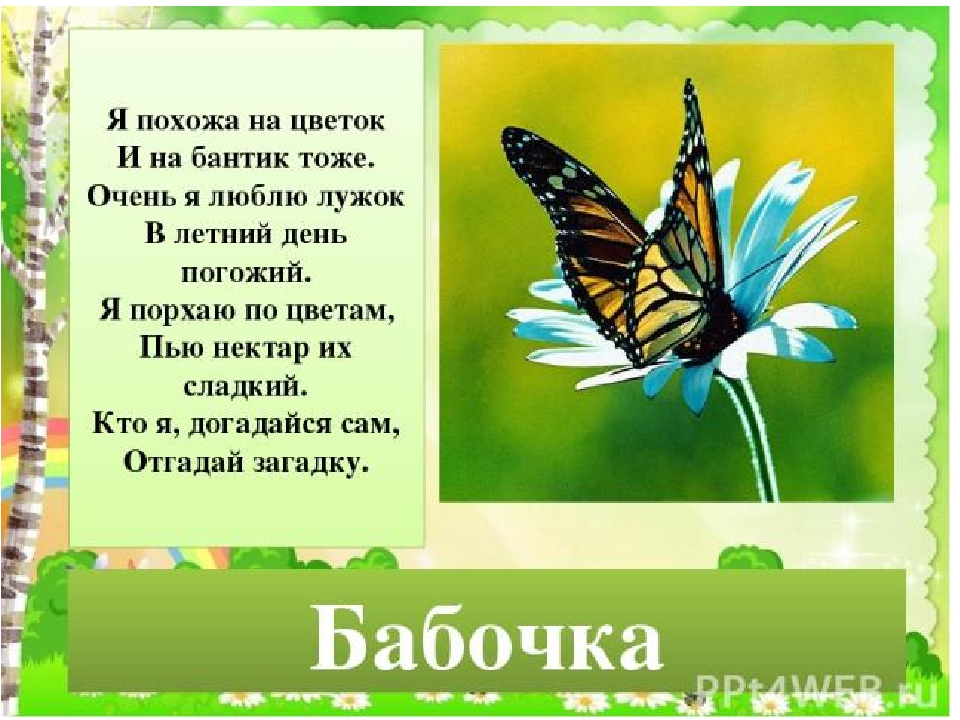 Я похожа на цветок
И на бантик тоже.
Очень я люблю лужок
В летний день
погожий.
Я порхаю по цветам,
Пью нектар их
сладкий.
Кто я, догадайся сам,
Отгадай загадку.
Бабочка
PPt4WEB.ru